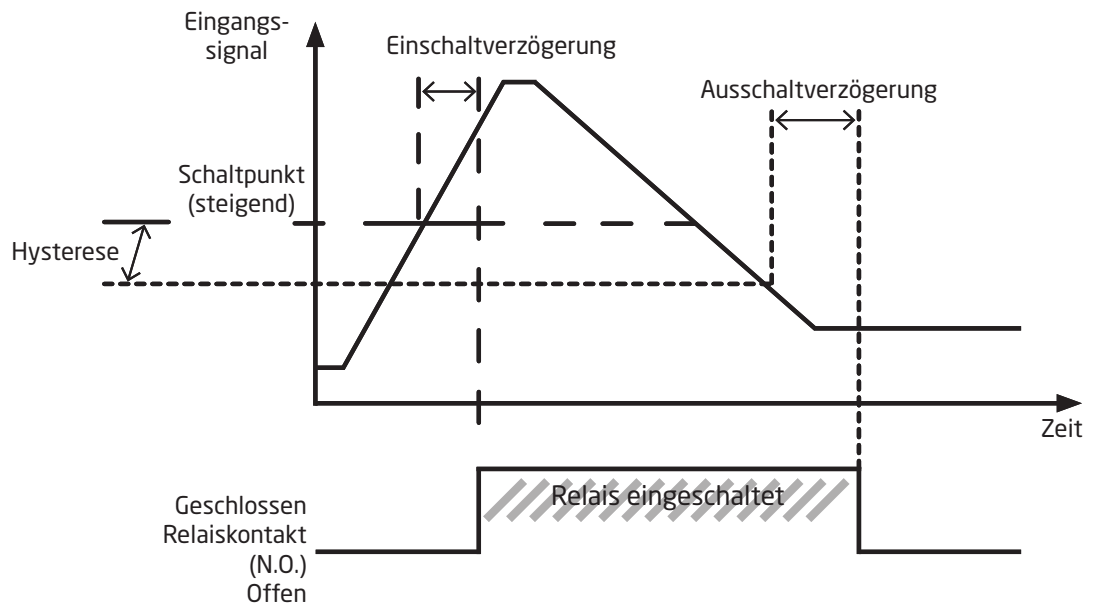 Eingangs-
signal
Einschaltverzögerung
Ausschaltverzögerung
Schaltpunkt
(steigend)
Hysterese
Zeit
Relais eingeschaltet
Geschlossen
Relaiskontakt
(N.O.)
Offen